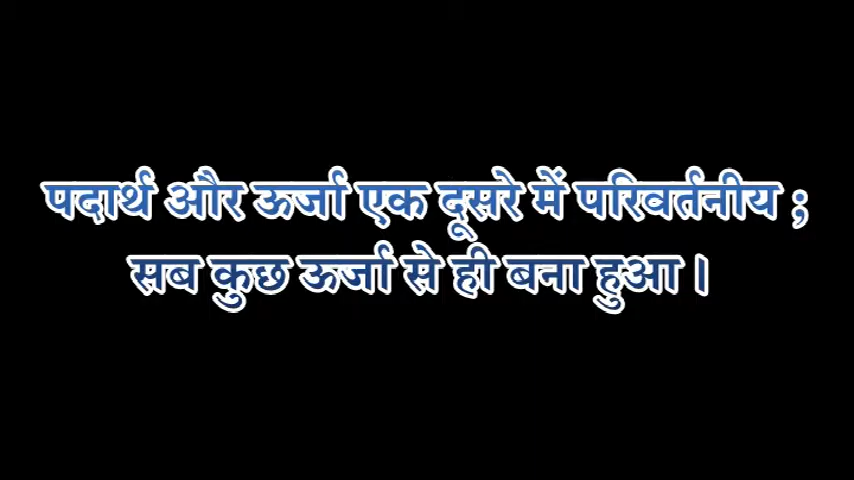 पदार्थ और ऊर्जा एक दूसरे में परिवर्तनीय ;
सब कुछ ऊर्जा से ही बना हुआ ।